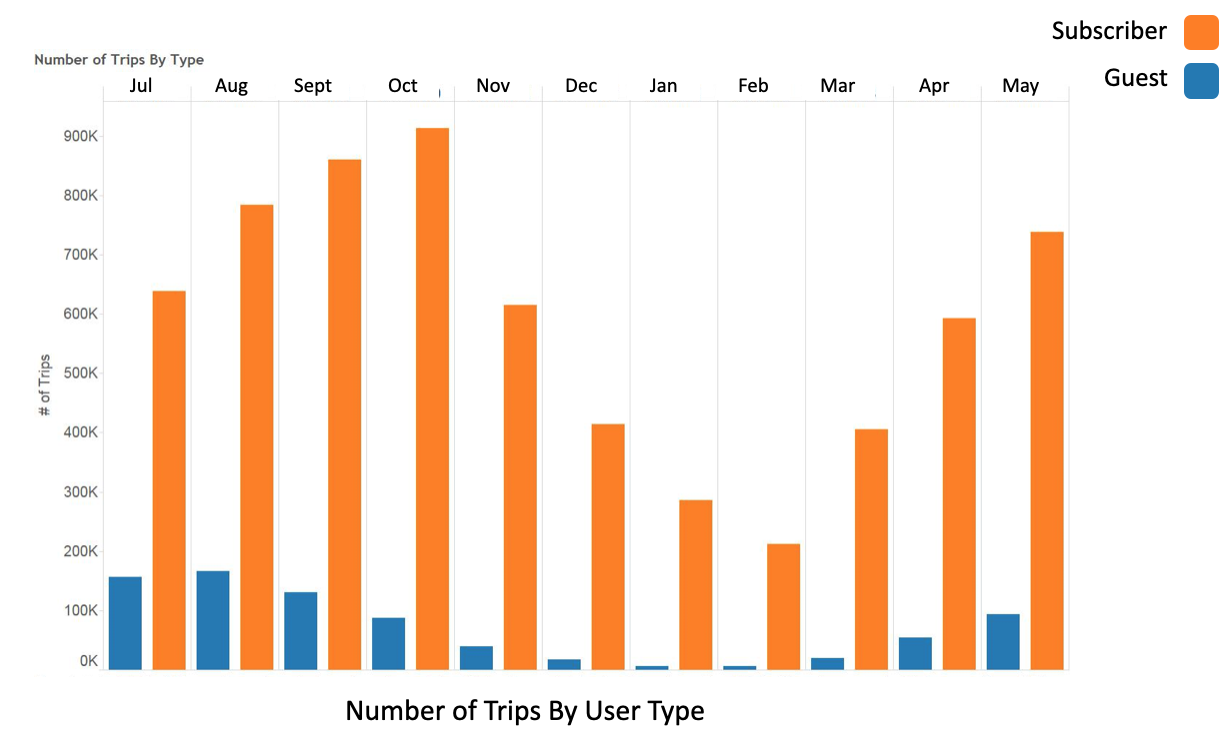 Subscriber
Guest
Number of Trips By Type
Jul Aug Sept Oct Nov Dec Jan Feb Mar Apr May
900K
800K
700K
600K
500K
400K
300K
200K
100K
0K
# of Trips
Number of Trips By User Type